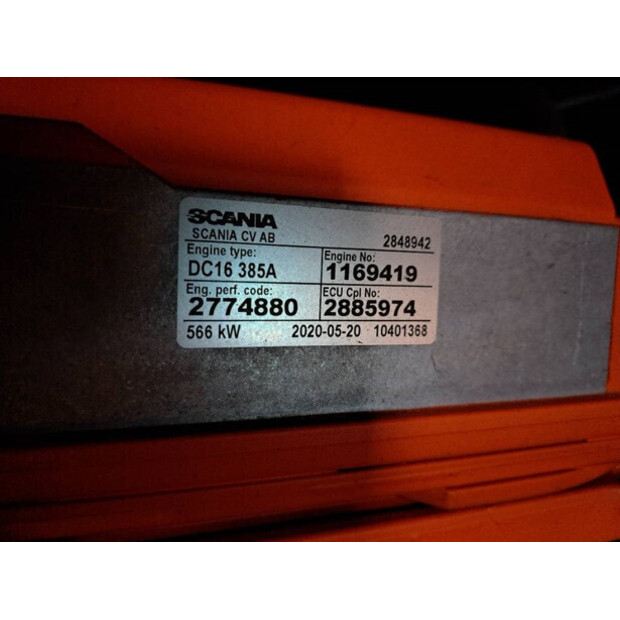 SCANIA
SCANIA CV AB 2848942
Engine type: Engine No:
DC16 385A 1169419
Eng. perf. code: ECU Cpl No:
2774880 2885974
566 kW 2020-05-20 10401368